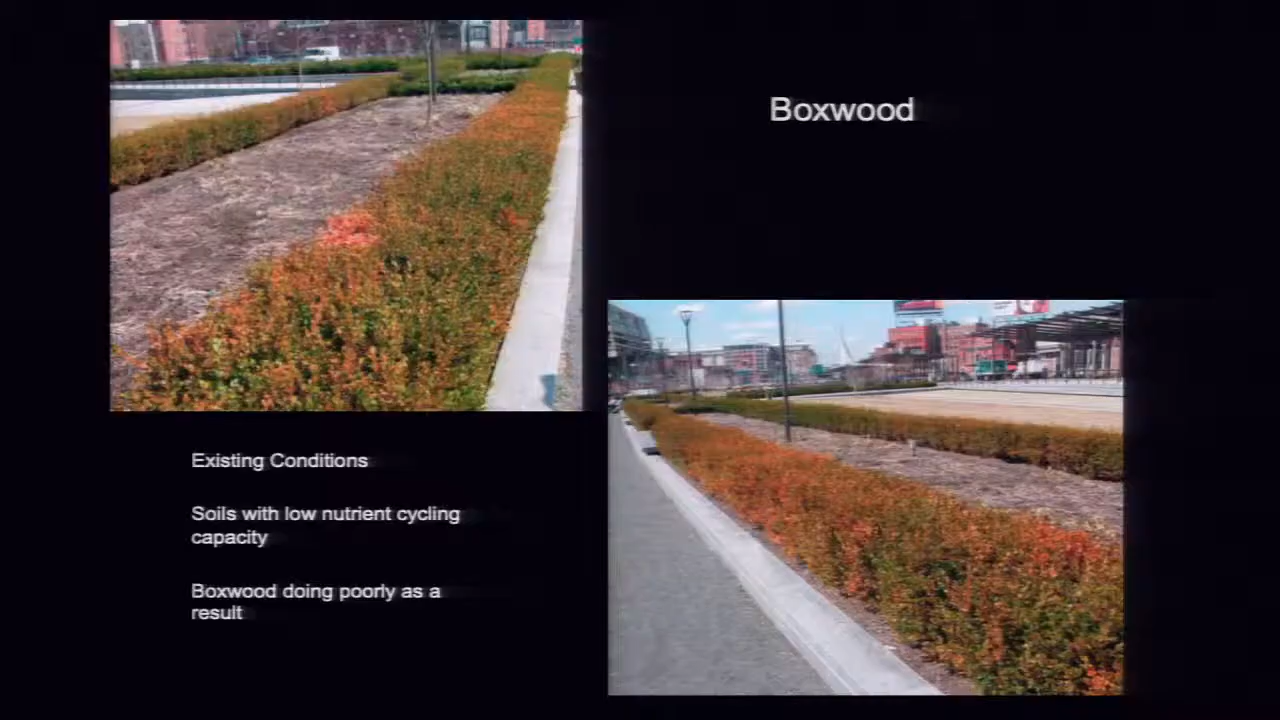 Boxwood
Existing Conditions
Soils with low nutrient cycling
capacity
Boxwood doing poorly as a
result